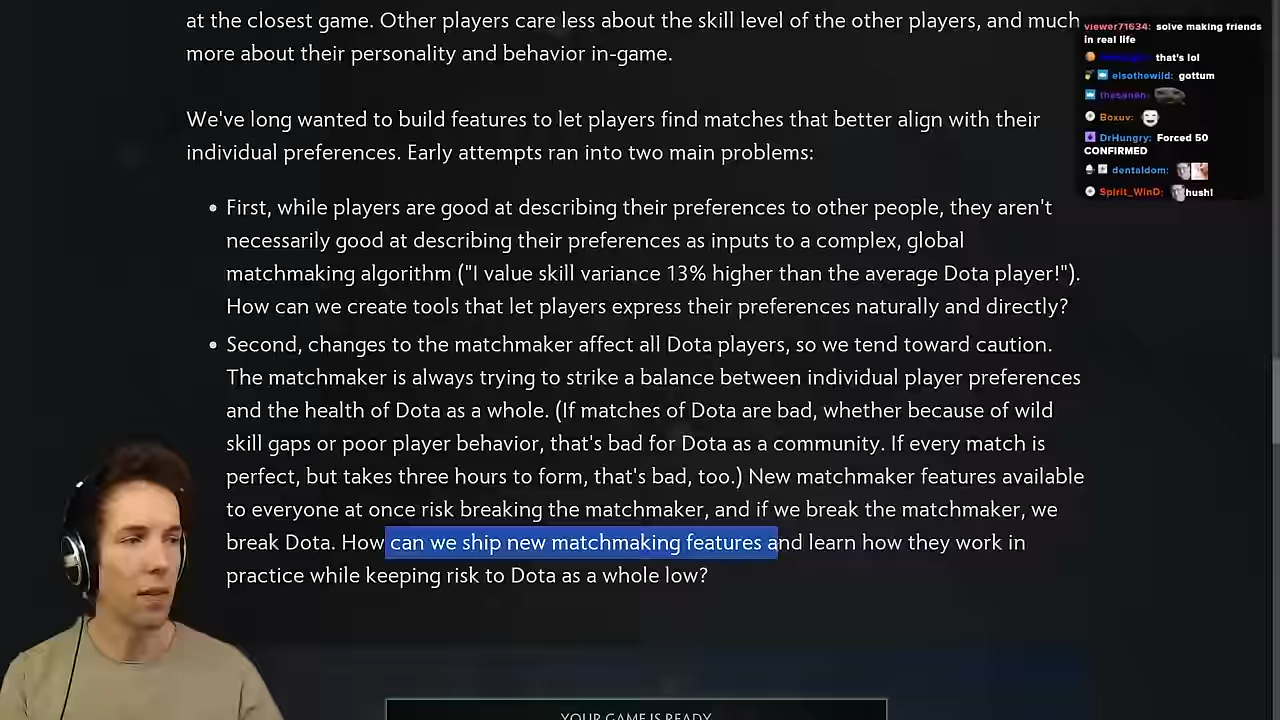 at the closest game. Other players care less about the skill level of the other players, and much
more about their personality and behavior in-game.
We've long wanted to build features to let players find matches that better align with their
individual preferences. Early attempts ran into two main problems:
• First, while players are good at describing their preferences to other people, they aren't
necessarily good at describing their preferences as inputs to a complex, global
matchmaking algorithm ("I value skill variance 13% higher than the average Dota player!").
How can we create tools that let players express their preferences naturally and directly?
• Second, changes to the matchmaker affect all Dota players, so we tend toward caution.
The matchmaker is always trying to strike a balance between individual player preferences
and the health of Dota as a whole. (If matches of Dota are bad, whether because of wild
skill gaps or poor player behavior, that's bad for Dota as a community. If every match is
perfect, but takes three hours to form, that's bad, too.) New matchmaker features available
to everyone at once risk breaking the matchmaker, and if we break the matchmaker, we
break Dota. How can we ship new matchmaking features and learn how they work in
practice while keeping risk to Dota as a whole low?
YOUR GAME IS READY
viewer71634: solve making friends
in real life
that's lol
elsothewild: gottum
thesanan:
Boxuv:
DrHungry: Forced 50
CONFIRMED
dentaldom:
Spirit_WinD: hush!